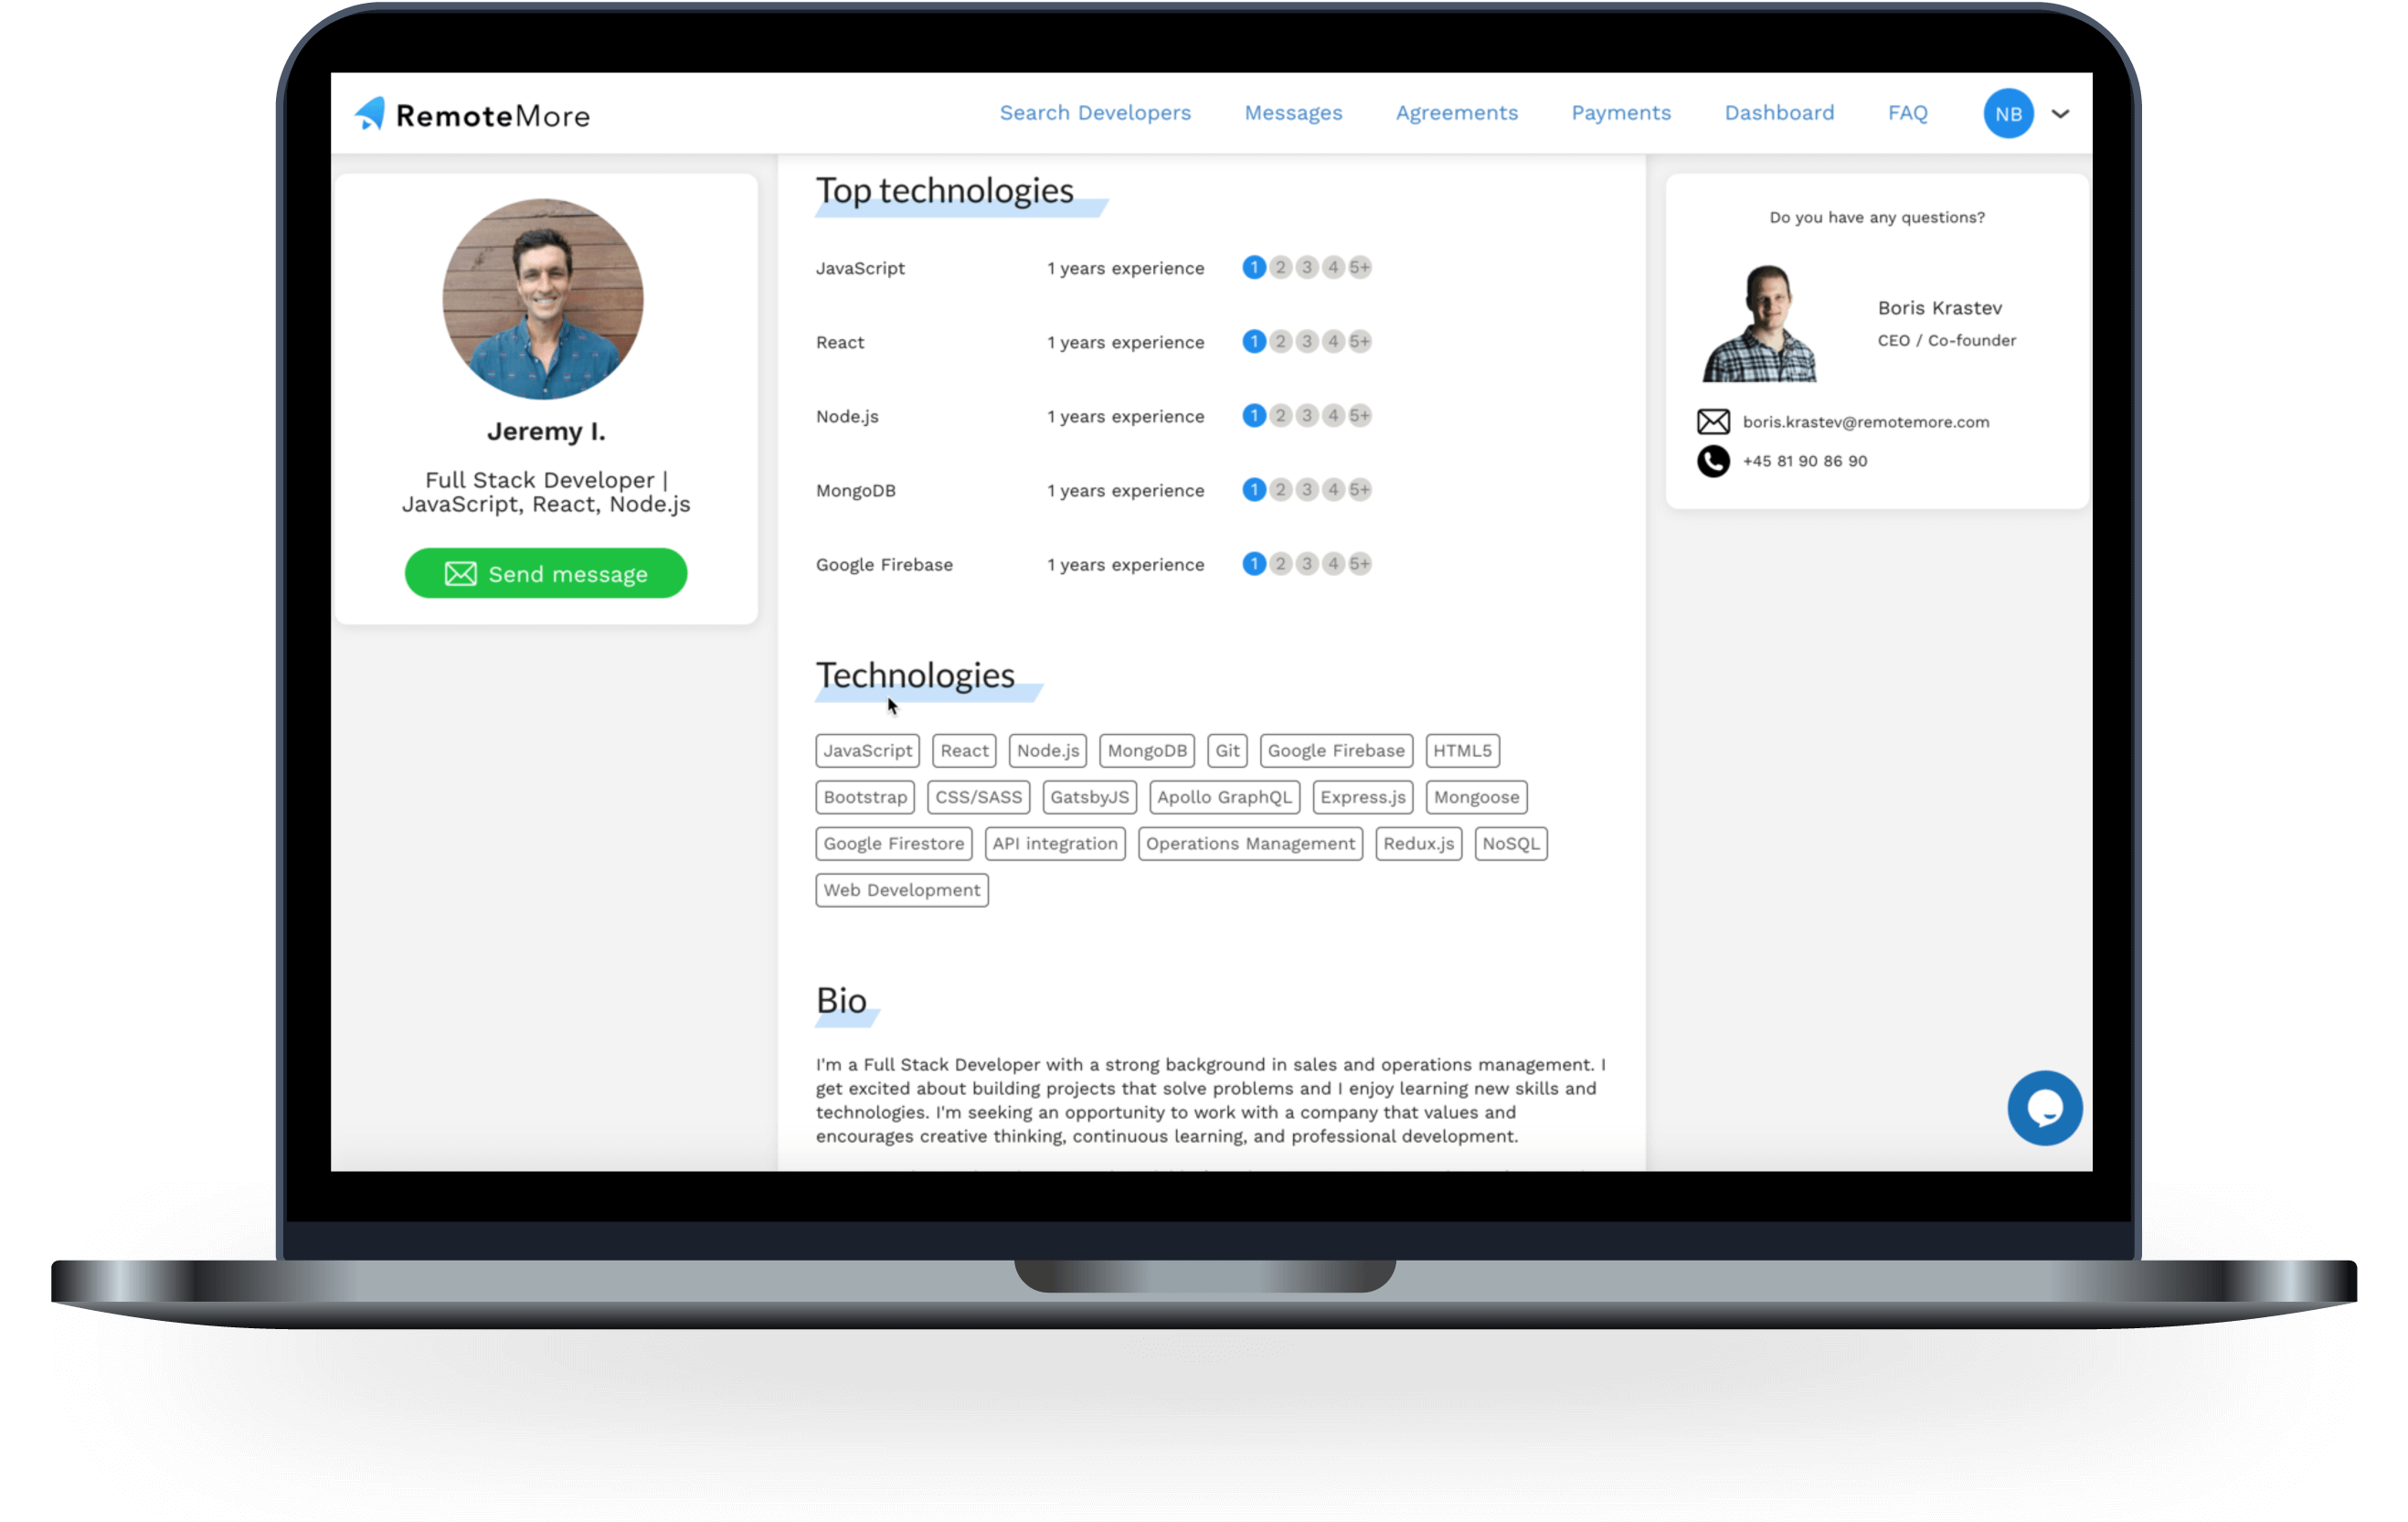 RemoteMore
Search Developers Messages Agreements Payments Dashboard FAQ NB
Jeremy I.
Full Stack Developer |
JavaScript, React, Node.js
Send message
Top technologies
JavaScript 1 years experience 1 2 3 4 5+
React 1 years experience 1 2 3 4 5+
Node.js 1 years experience 1 2 3 4 5+
MongoDB 1 years experience 1 2 3 4 5+
Google Firebase 1 years experience 1 2 3 4 5+
Technologies
JavaScript React Node.js MongoDB Git Google Firebase HTML5
Bootstrap CSS/SASS GatsbyJS Apollo GraphQL Express.js Mongoose
Google Firestore API integration Operations Management Redux.js NoSQL
Web Development
Bio
I'm a Full Stack Developer with a strong background in sales and operations management. I
get excited about building projects that solve problems and I enjoy learning new skills and
technologies. I'm seeking an opportunity to work with a company that values and
encourages creative thinking, continuous learning, and professional development.
Do you have any questions?
Boris Krastev
CEO / Co-founder
boris.krastev@remotemore.com
+45 81 90 86 90